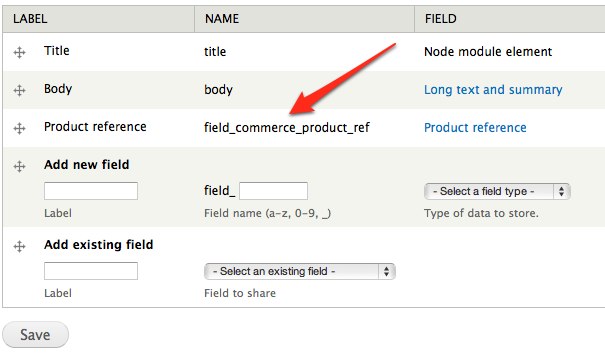 LABEL NAME FIELD
Title title Node module element
Body body Long text and summary
Product reference field_commerce_product_ref Product reference
Add new field
field_ - Select a field type -
Label Field name (a-z, 0-9, _) Type of data to store.
Add existing field
- Select an existing field -
Label Field to share
Save